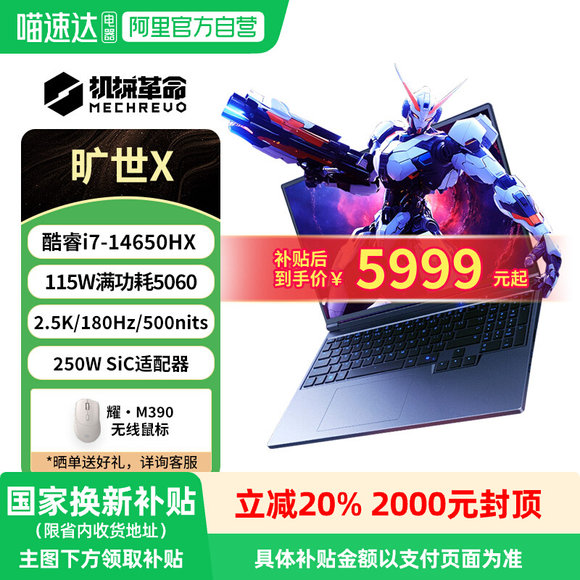 喵速达电器 阿里官方自营
机械革命
MECHREVO
旷世X
酷睿i7-14650HX
115W满功耗5060
2.5K/180Hz/500nits
250W SiC适配器
耀·M390
无线鼠标
*晒单送好礼，详询客服
补贴后
到手价¥ 5999 元起
国家换新补贴
(限省内收货地址)
主图下方领取补贴
立减20% 2000元封顶
具体补贴金额以支付页面为准